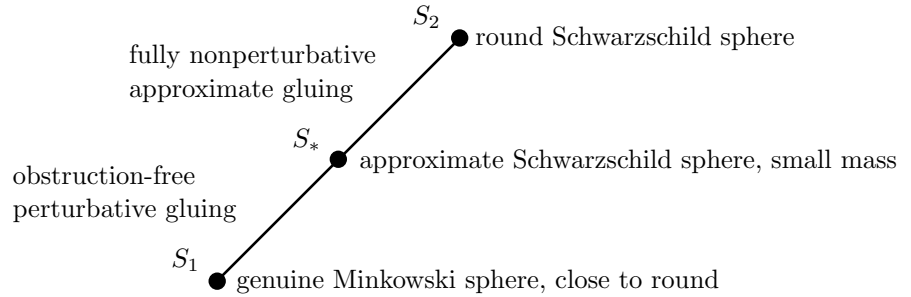 S₂
round Schwarzschild sphere
fully nonperturbative
approximate gluing
S∗
approximate Schwarzschild sphere, small mass
obstruction-free
perturbative gluing
S₁
genuine Minkowski sphere, close to round